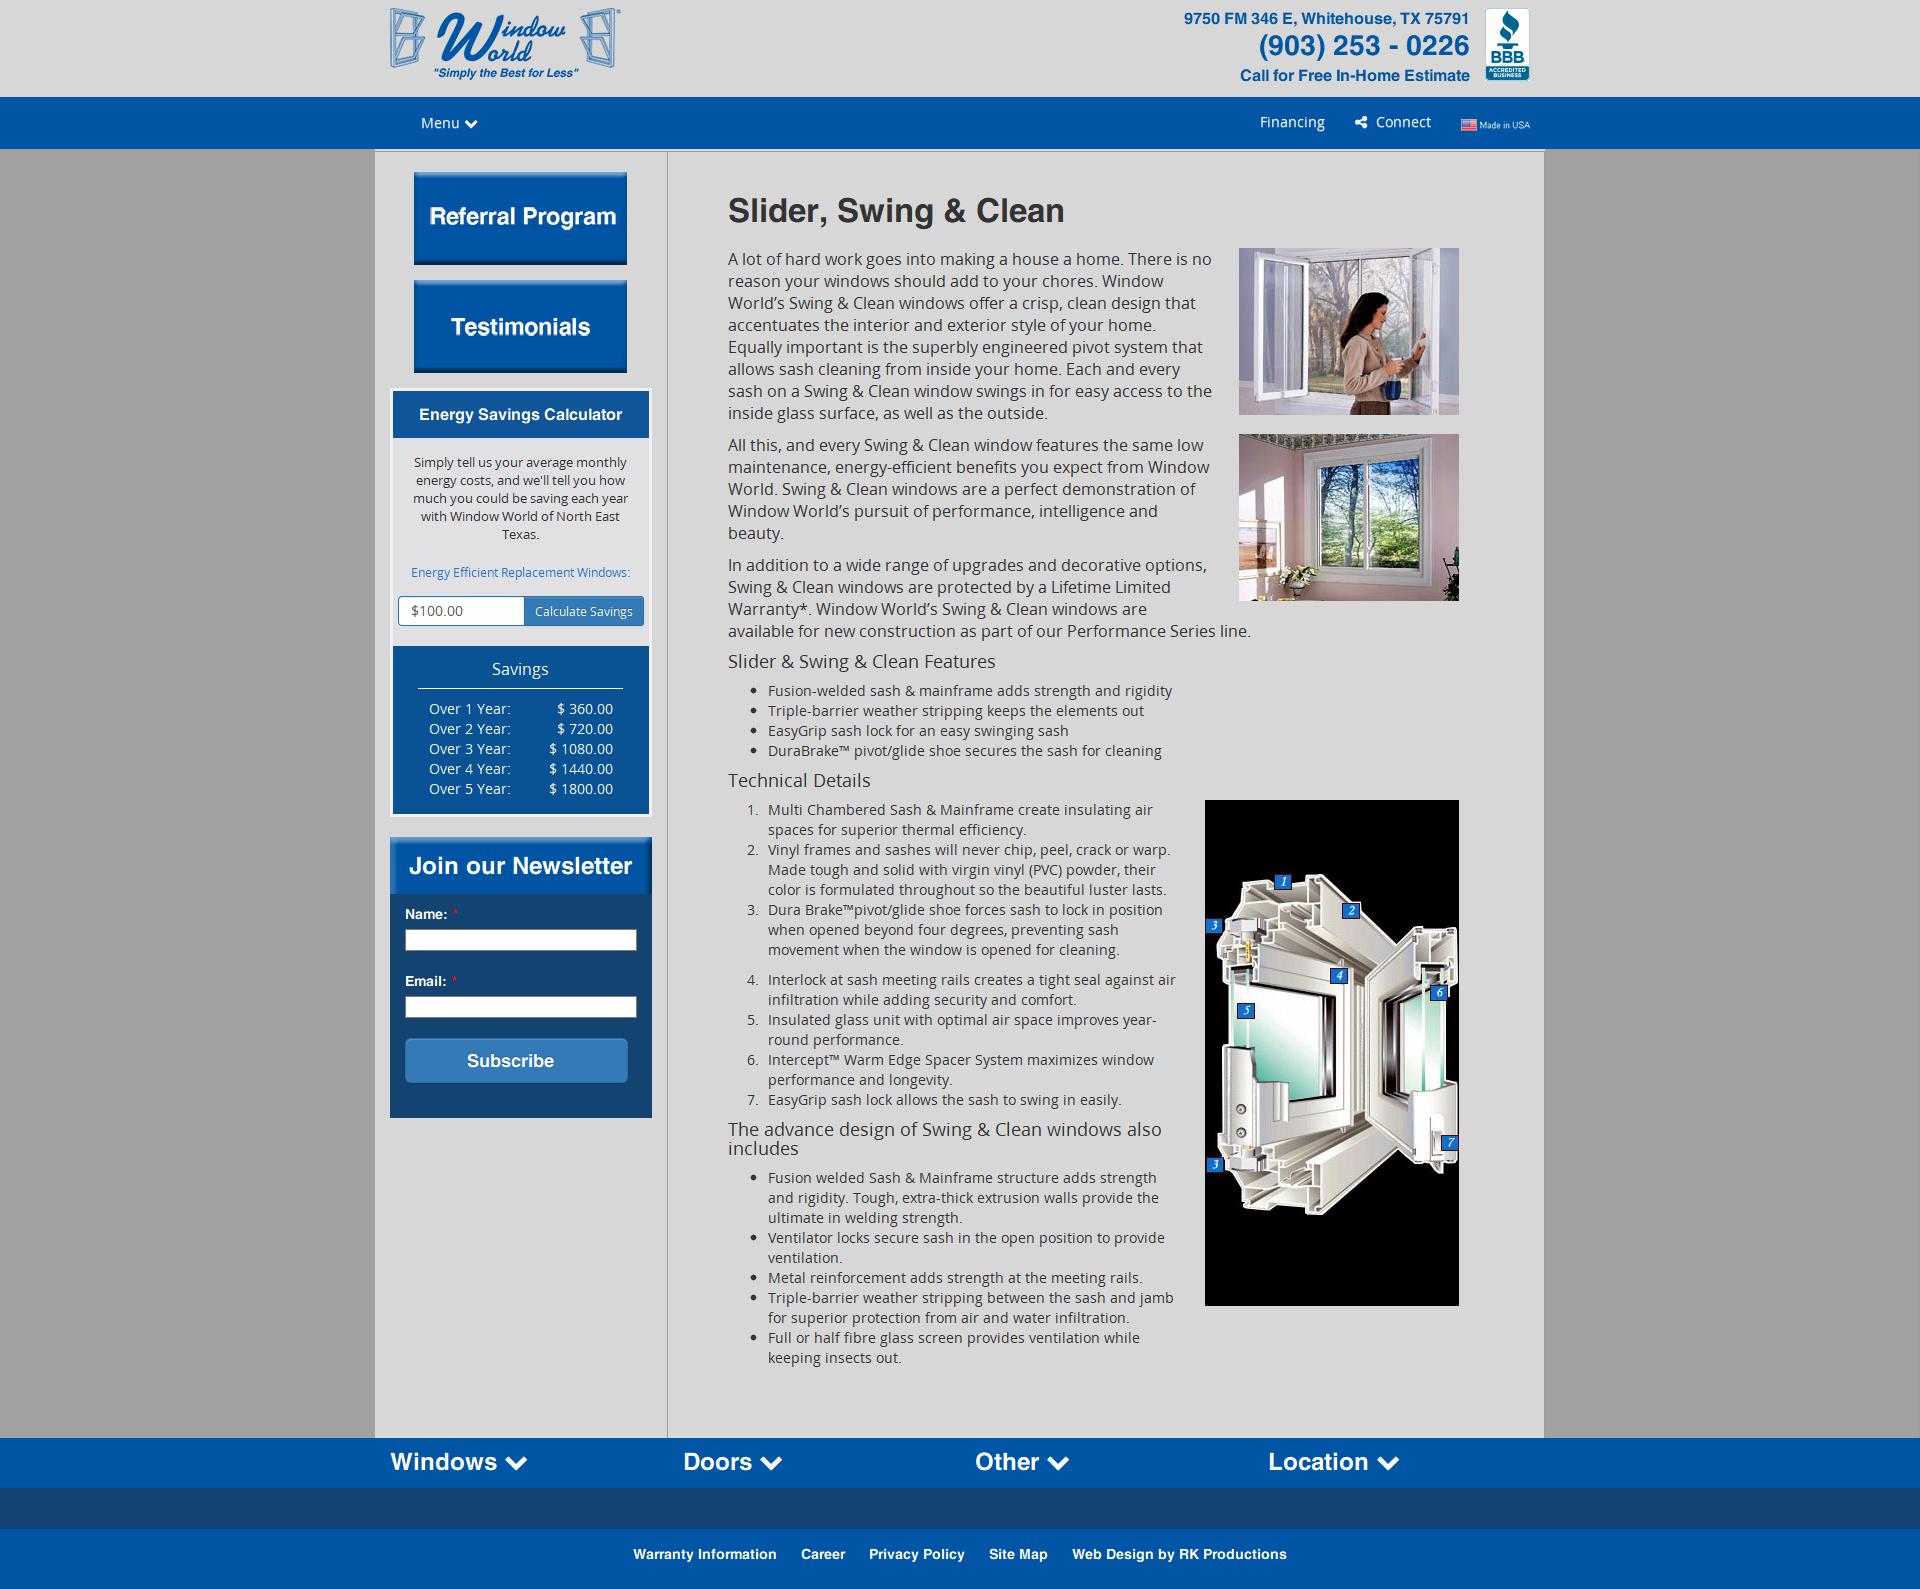 Window World
"Simply the Best for Less"
9750 FM 346 E, Whitehouse, TX 75791
(903) 253 - 0226
Call for Free In-Home Estimate
BBB
ACCREDITED
BUSINESS
Menu
Financing
Connect
Made in USA
Referral Program
Testimonials
Energy Savings Calculator
Simply tell us your average monthly
energy costs, and we'll tell you how
much you could be saving each year
with Window World of North East
Texas.
Energy Efficient Replacement Windows:
$100.00
Calculate Savings
Savings
Over 1 Year: $ 360.00
Over 2 Year: $ 720.00
Over 3 Year: $ 1080.00
Over 4 Year: $ 1440.00
Over 5 Year: $ 1800.00
Join our Newsletter
Name: *
Email: *
Subscribe
Slider, Swing & Clean
A lot of hard work goes into making a house a home. There is no
reason your windows should add to your chores. Window
World’s Swing & Clean windows offer a crisp, clean design that
accentuates the interior and exterior style of your home.
Equally important is the superbly engineered pivot system that
allows sash cleaning from inside your home. Each and every
sash on a Swing & Clean window swings in for easy access to the
inside glass surface, as well as the outside.
All this, and every Swing & Clean window features the same low
maintenance, energy-efficient benefits you expect from Window
World. Swing & Clean windows are a perfect demonstration of
Window World’s pursuit of performance, intelligence and
beauty.
In addition to a wide range of upgrades and decorative options,
Swing & Clean windows are protected by a Lifetime Limited
Warranty*. Window World’s Swing & Clean windows are
available for new construction as part of our Performance Series line.
Slider & Swing & Clean Features
• Fusion-welded sash & mainframe adds strength and rigidity
• Triple-barrier weather stripping keeps the elements out
• EasyGrip sash lock for an easy swinging sash
• DuraBrake™ pivot/glide shoe secures the sash for cleaning
Technical Details
1. Multi Chambered Sash & Mainframe create insulating air
spaces for superior thermal efficiency.
2. Vinyl frames and sashes will never chip, peel, crack or warp.
Made tough and solid with virgin vinyl (PVC) powder, their
color is formulated throughout so the beautiful luster lasts.
3. Dura Brake™pivot/glide shoe forces sash to lock in position
when opened beyond four degrees, preventing sash
movement when the window is opened for cleaning.
4. Interlock at sash meeting rails creates a tight seal against air
infiltration while adding security and comfort.
5. Insulated glass unit with optimal air space improves year-
round performance.
6. Intercept™ Warm Edge Spacer System maximizes window
performance and longevity.
7. EasyGrip sash lock allows the sash to swing in easily.
1
2
3
4
5
6
7
3
The advance design of Swing & Clean windows also
includes
• Fusion welded Sash & Mainframe structure adds strength
and rigidity. Tough, extra-thick extrusion walls provide the
ultimate in welding strength.
• Ventilator locks secure sash in the open position to provide
ventilation.
• Metal reinforcement adds strength at the meeting rails.
• Triple-barrier weather stripping between the sash and jamb
for superior protection from air and water infiltration.
• Full or half fibre glass screen provides ventilation while
keeping insects out.
Windows
Doors
Other
Location
Warranty Information
Career
Privacy Policy
Site Map
Web Design by RK Productions